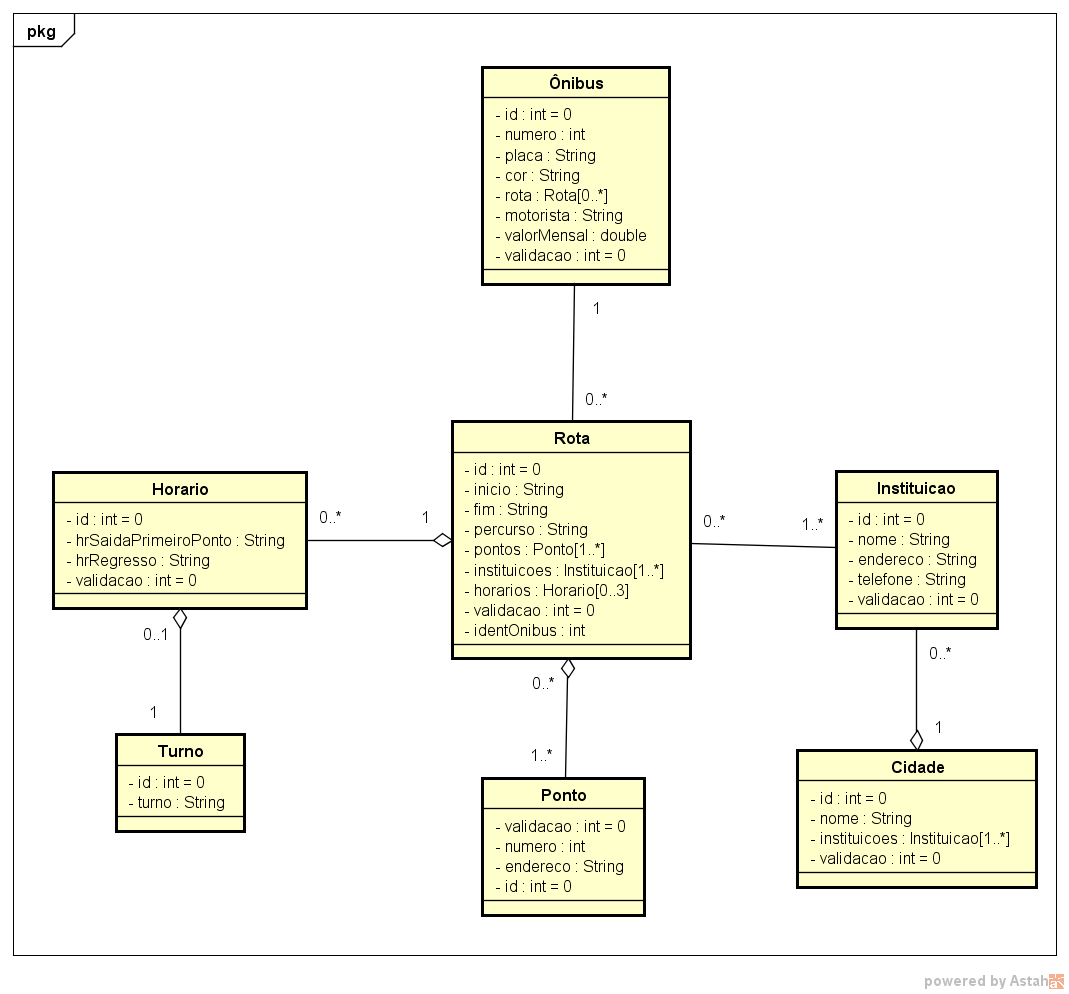 pkg
Ônibus
- id : int = 0
- numero : int
- placa : String
- cor : String
- rota : Rota[0..*]
- motorista : String
- valorMensal : double
- validacao : int = 0
1
0..*
Rota
- id : int = 0
- inicio : String
- fim : String
- percurso : String
- pontos : Ponto[1..*]
- instituicoes : Instituicao[1..*]
- horarios : Horario[0..3]
- validacao : int = 0
- identOnibus : int
Horario
- id : int = 0
- hrSaidaPrimeiroPonto : String
- hrRegresso : String
- validacao : int = 0
0..*
1
0..*
1..*
Instituicao
- id : int = 0
- nome : String
- endereco : String
- telefone : String
- validacao : int = 0
0..1
1
Turno
- id : int = 0
- turno : String
0..*
1..*
Ponto
- validacao : int = 0
- numero : int
- endereco : String
- id : int = 0
0..*
1
Cidade
- id : int = 0
- nome : String
- instituicoes : Instituicao[1..*]
- validacao : int = 0
powered by Astah